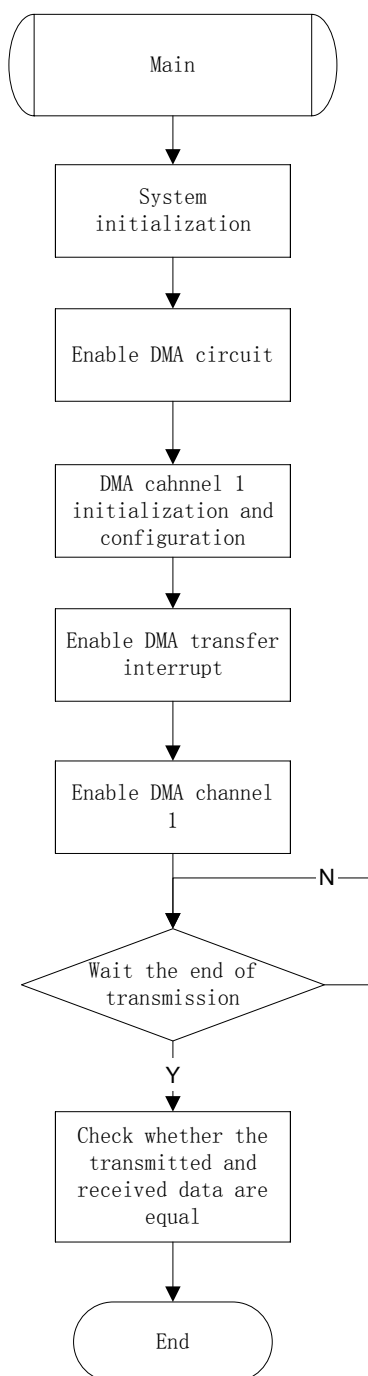 Main
System
initialization
Enable DMA circuit
DMA cahnnel 1
initialization and
configuration
Enable DMA transfer
interrupt
Enable DMA channel
1
N
Wait the end of
transmission
Y
Check whether the
transmitted and
received data are
equal
End